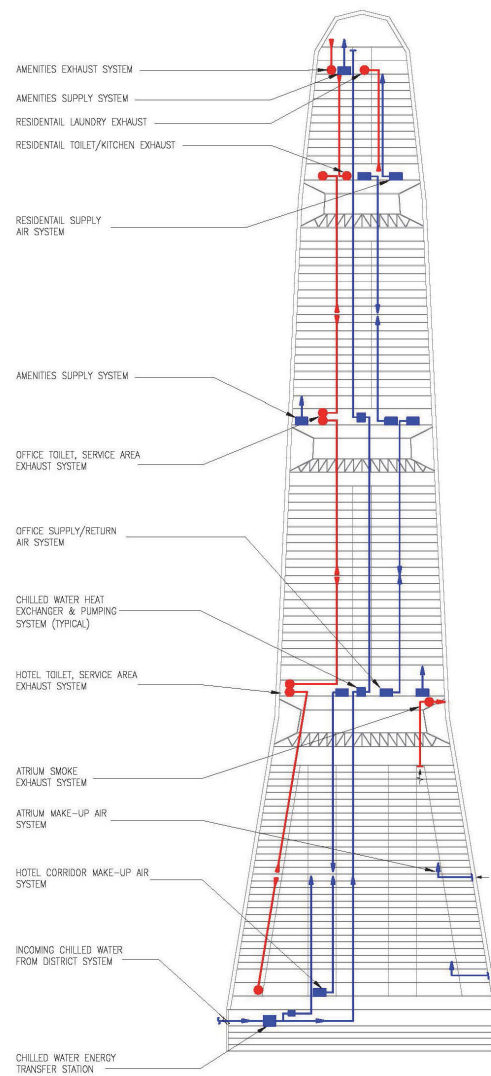 AMENITIES EXHAUST SYSTEM
AMENITIES SUPPLY SYSTEM
RESIDENTAIL LAUNDRY EXHAUST
RESIDENTAIL TOILET/KITCHEN EXHAUST
RESIDENTAIL SUPPLY
AIR SYSTEM
AMENITIES SUPPLY SYSTEM
OFFICE TOILET, SERVICE AREA
EXHAUST SYSTEM
OFFICE SUPPLY/RETURN
AIR SYSTEM
CHILLED WATER HEAT
EXCHANGER & PUMPING
SYSTEM (TYPICAL)
HOTEL TOILET, SERVICE AREA
EXHAUST SYSTEM
ATRIUM SMOKE
EXHAUST SYSTEM
ATRIUM MAKE-UP AIR
SYSTEM
HOTEL CORRIDOR MAKE-UP AIR
SYSTEM
INCOMING CHILLED WATER
FROM DISTRICT SYSTEM
CHILLED WATER ENERGY
TRANSFER STATION